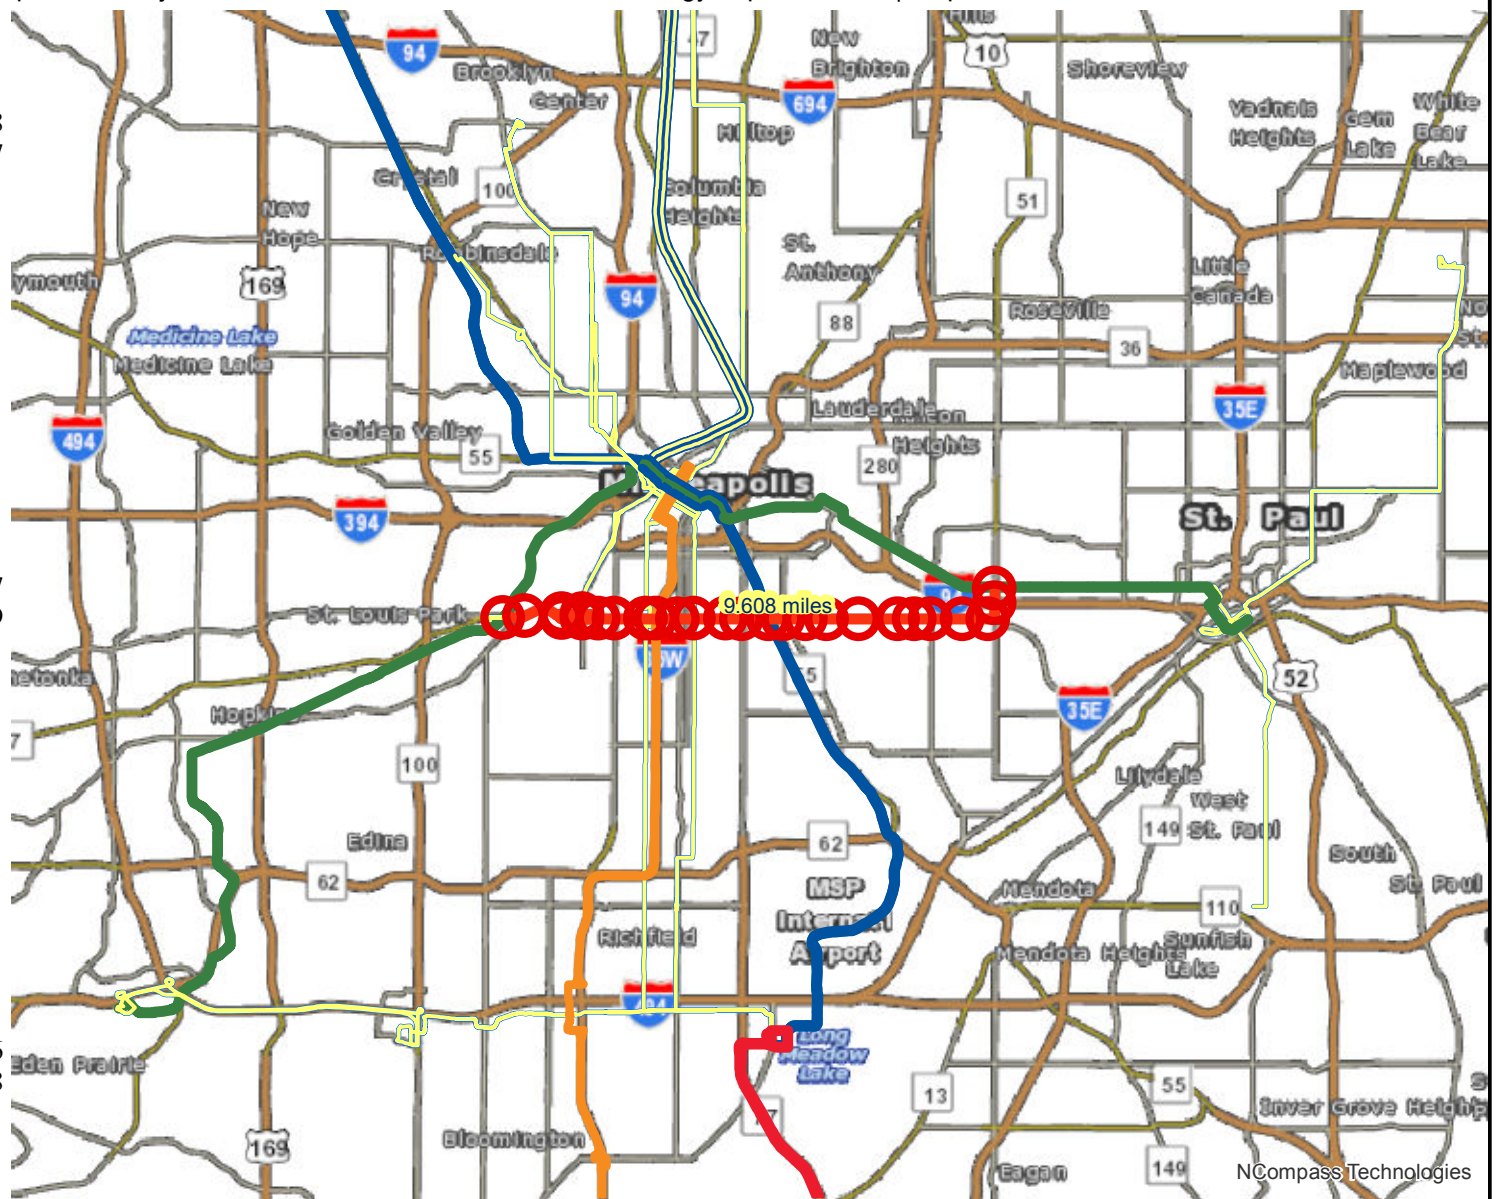 47
Hills
94
New
Brighton
10
Brooklyn
Center
Shoreview
694
Vadnais
Heights
Gem
Lake
White
Bear
Lake
Hilltop
Crystal
100
Columbia
Heights
51
New
Hope
St.
Anthony
Robbinsdale
169
94
Little
Canada
Roseville
88
Medicine Lake
Medicine Lake
36
Maplewood
35E
Lauderdale
Heights
494
Golden Valley
55
280
Minneapolis
394
St. Paul
9.608 miles
St. Louis Park
52
Hopkins
35E
100
Lilydale
West
St. Paul
149
Edina
62
62
South
St. Paul
MSP
Airport
Mendota
110
Richfield
Mendota Heights
Sunfish
Lake
494
Long
Meadow
Lake
Eden Prairie
13
55
Bloomington
169
Eagan
149
NCompass Technologies